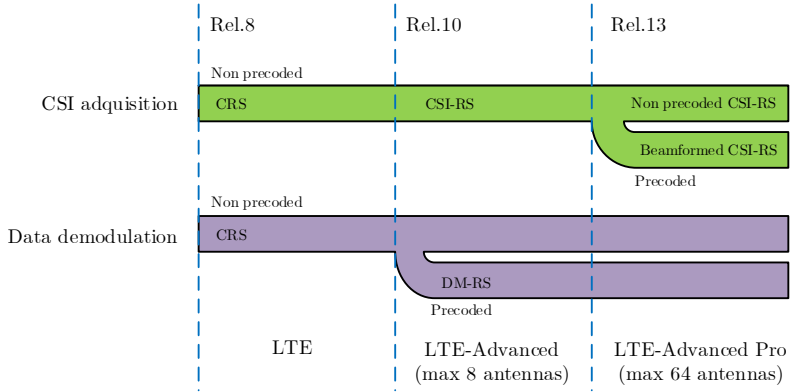 Rel.8
Rel.10
Rel.13
Non precoded
CSI adquisition
CRS
CSI-RS
Non precoded CSI-RS
Beamformed CSI-RS
Precoded
Non precoded
Data demodulation
CRS
DM-RS
Precoded
LTE
LTE-Advanced
(max 8 antennas)
LTE-Advanced Pro
(max 64 antennas)